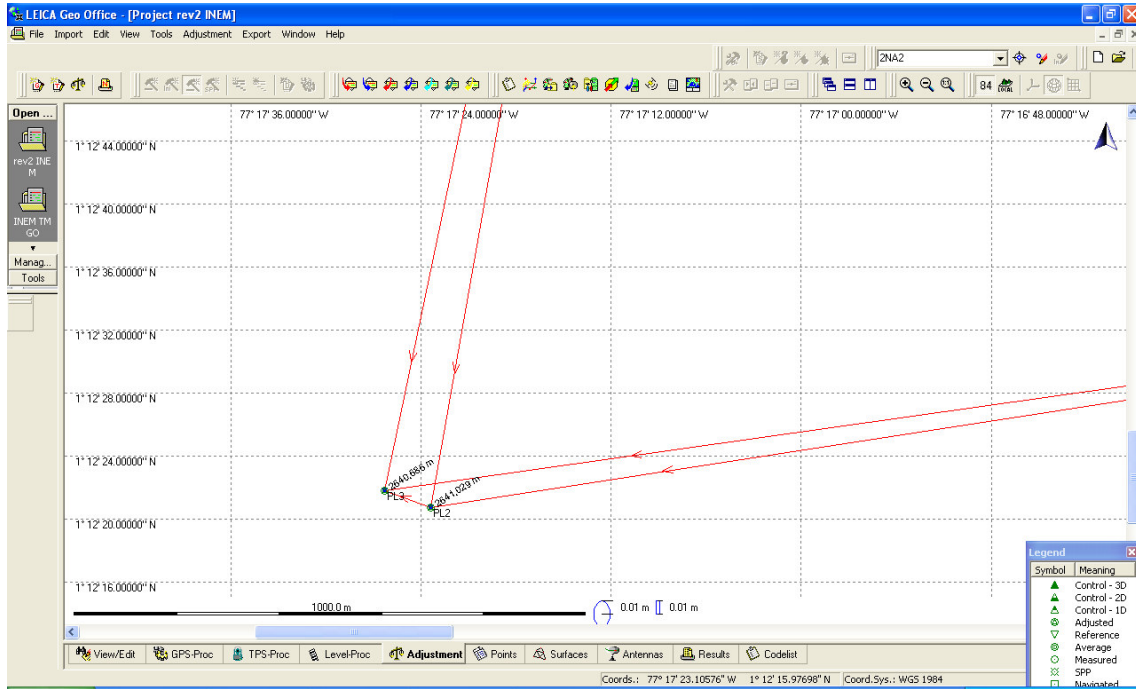 LEICA Geo Office - [Project rev2 INEM]
File Import Edit View Tools Adjustment Export Window Help
2NA2
84 LOCAL
Open ...
rev2 INE
M
INEM TM
GO
Manag...
Tools
77° 17' 36.00000" W 77° 17' 24.00000" W 77° 17' 12.00000" W 77° 17' 00.00000" W 77° 16' 48.00000" W
1° 12' 44.00000" N
1° 12' 40.00000" N
1° 12' 36.00000" N
1° 12' 32.00000" N
1° 12' 28.00000" N
1° 12' 24.00000" N
2640,686 m
PL3
2641,029 m
PL2
1° 12' 20.00000" N
1° 12' 16.00000" N
1000.0 m 0.01 m 0.01 m
Legend
Symbol Meaning
Control - 3D
Control - 2D
Control - 1D
Adjusted
Reference
Average
Measured
SPP
Navigated
View/Edit GPS-Proc TPS-Proc Level-Proc Adjustment Points Surfaces Antennas Results Codelist
Coords.: 77° 17' 23.10576" W 1° 12' 15.97698" N Coord.Sys.: WGS 1984